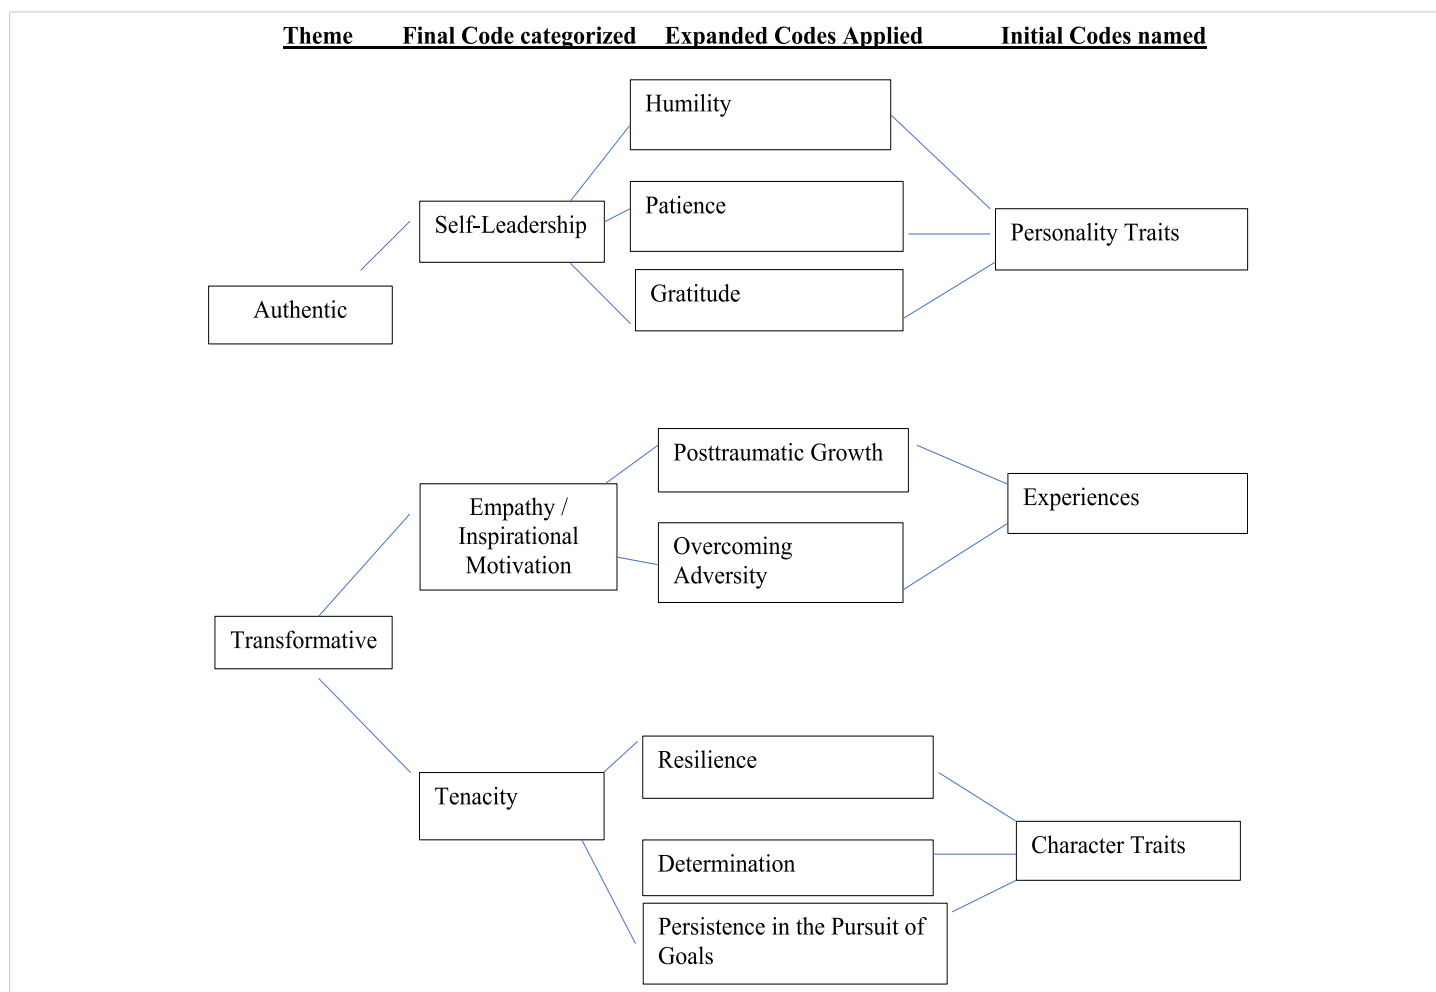 Theme Final Code categorized Expanded Codes Applied Initial Codes named
Humility
Patience
Self-Leadership
Personality Traits
Gratitude
Authentic
Posttraumatic Growth
Empathy /
Inspirational
Motivation
Experiences
Overcoming
Adversity
Transformative
Resilience
Tenacity
Character Traits
Determination
Persistence in the Pursuit of
Goals